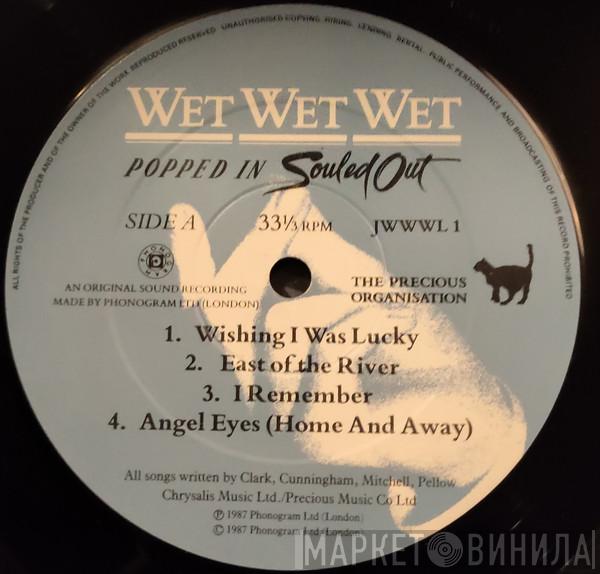 ALL RIGHTS OF THE PRODUCER AND OF THE OWNER OF THE WORK REPRODUCED RESERVED · UNAUTHORISED COPYING, HIRING, LENDING, RENTAL, PUBLIC PERFORMANCE AND BROADCASTING OF THIS RECORD PROHIBITED
WET WET WET
POPPED IN Souled Out
SIDE A 33⅓ RPM JWWWL 1
PHONOGRAM
AN ORIGINAL SOUND RECORDING
MADE BY PHONOGRAM LTD (LONDON)
THE PRECIOUS
ORGANISATION
1. Wishing I Was Lucky
2. East of the River
3. I Remember
4. Angel Eyes (Home And Away)
All songs written by Clark, Cunningham, Mitchell, Pellow
Chrysalis Music Ltd./Precious Music Co Ltd
℗ 1987 Phonogram Ltd (London)
© 1987 Phonogram Ltd (London)
МАРКЕТ ВИНИЛА